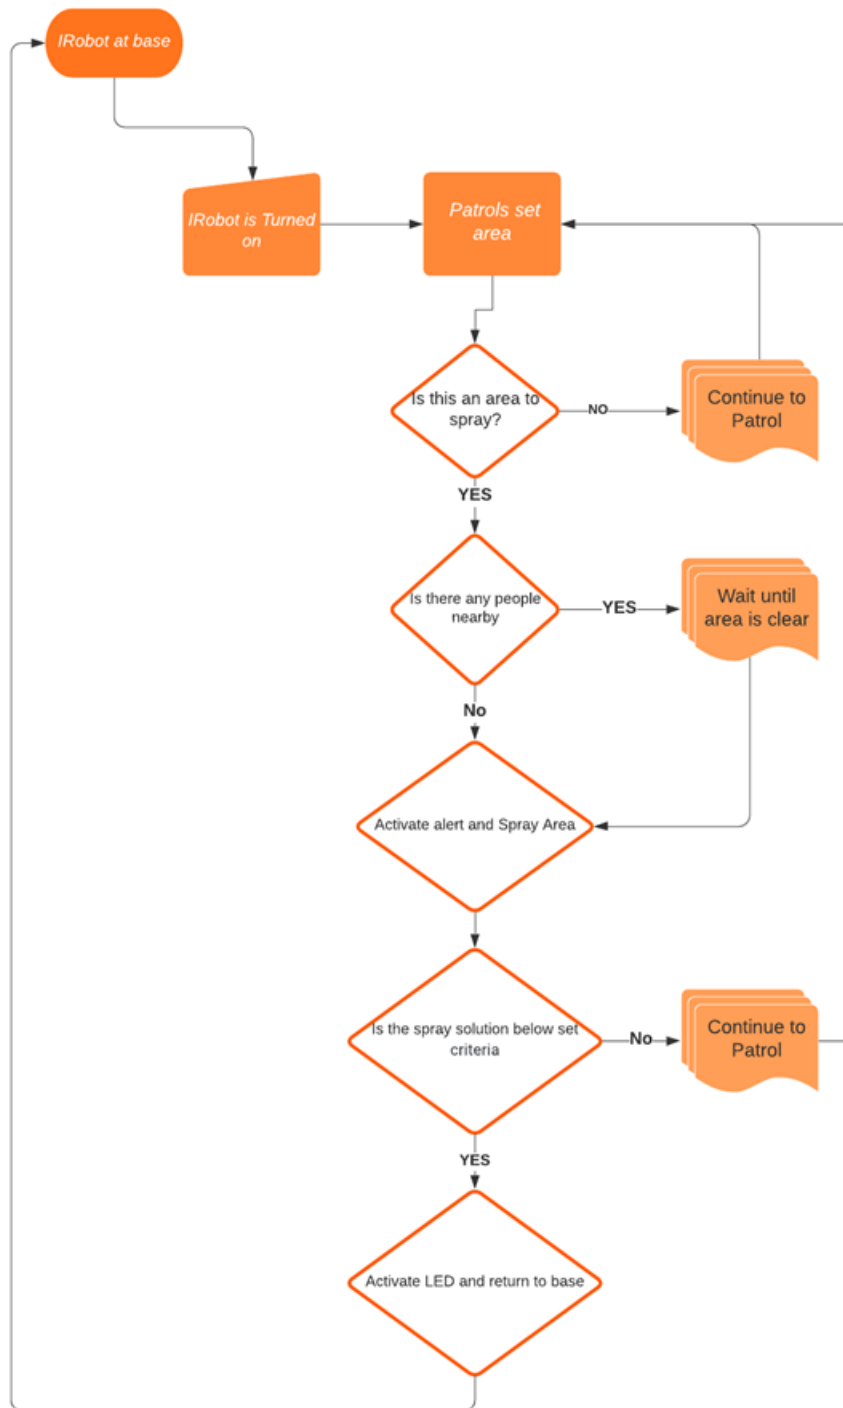 IRobot at base
IRobot is Turned
on
Patrols set
area
Is this an area to
spray?
NO
Continue to
Patrol
YES
Is there any people
nearby
YES
Wait until
area is clear
No
Activate alert and Spray Area
Is the spray solution below set
criteria
No
Continue to
Patrol
YES
Activate LED and return to base